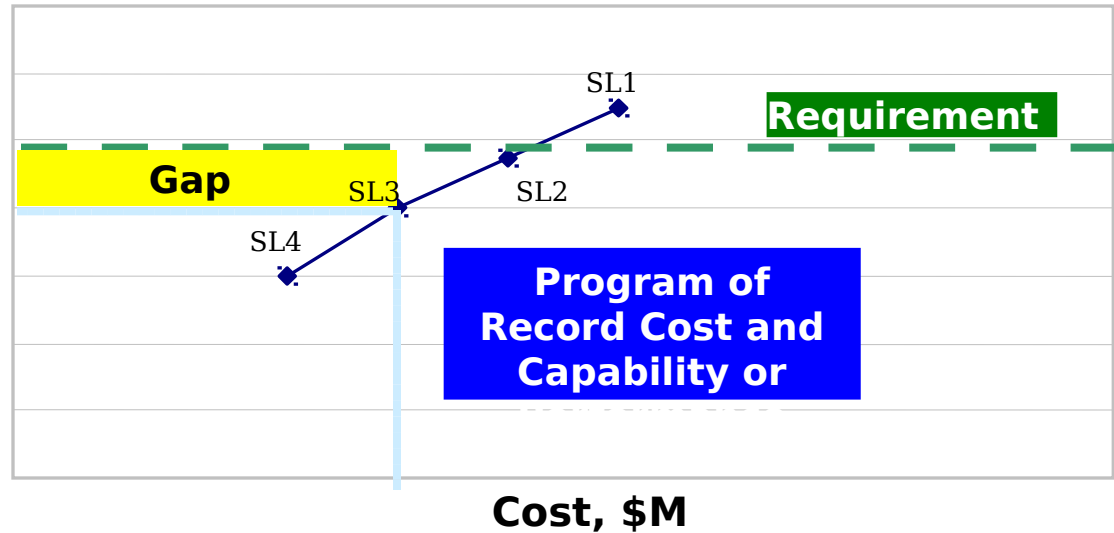 SL1
Requirement
Gap
SL3
SL2
SL4
Program of
Record Cost and
Capability or
Cost, $M